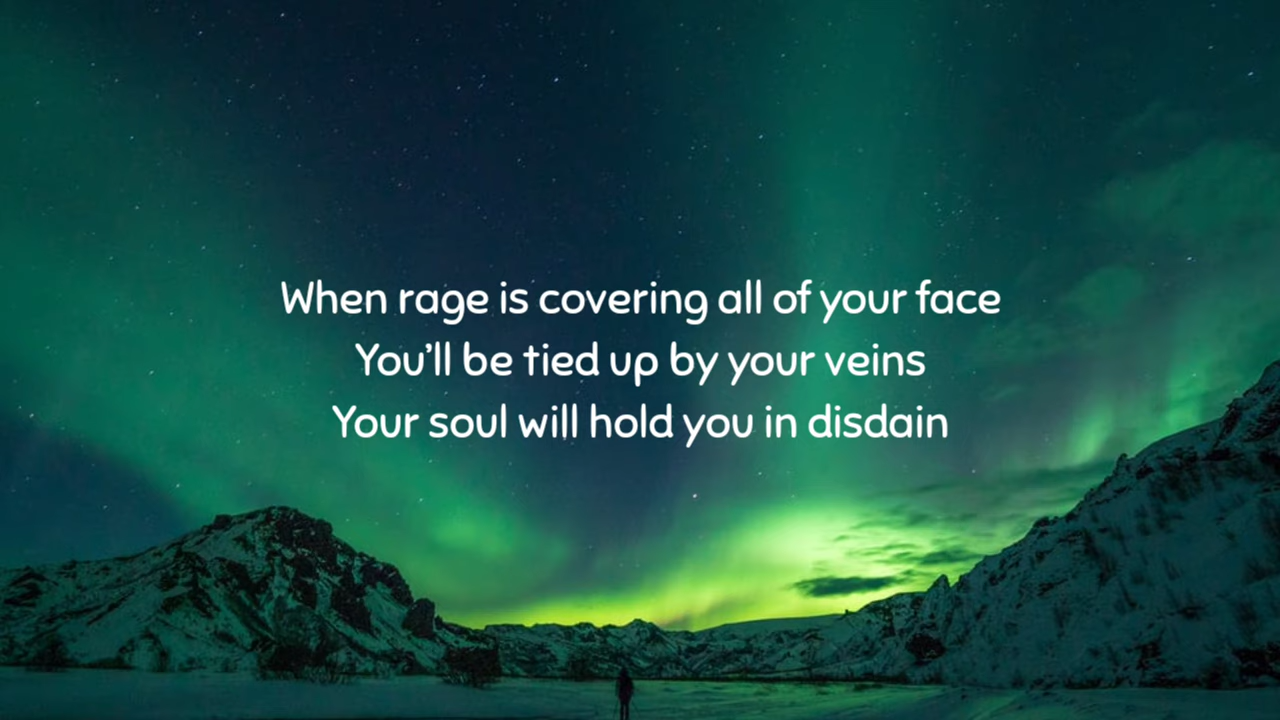 When rage is covering all of your face
You’ll be tied up by your veins
Your soul will hold you in disdain